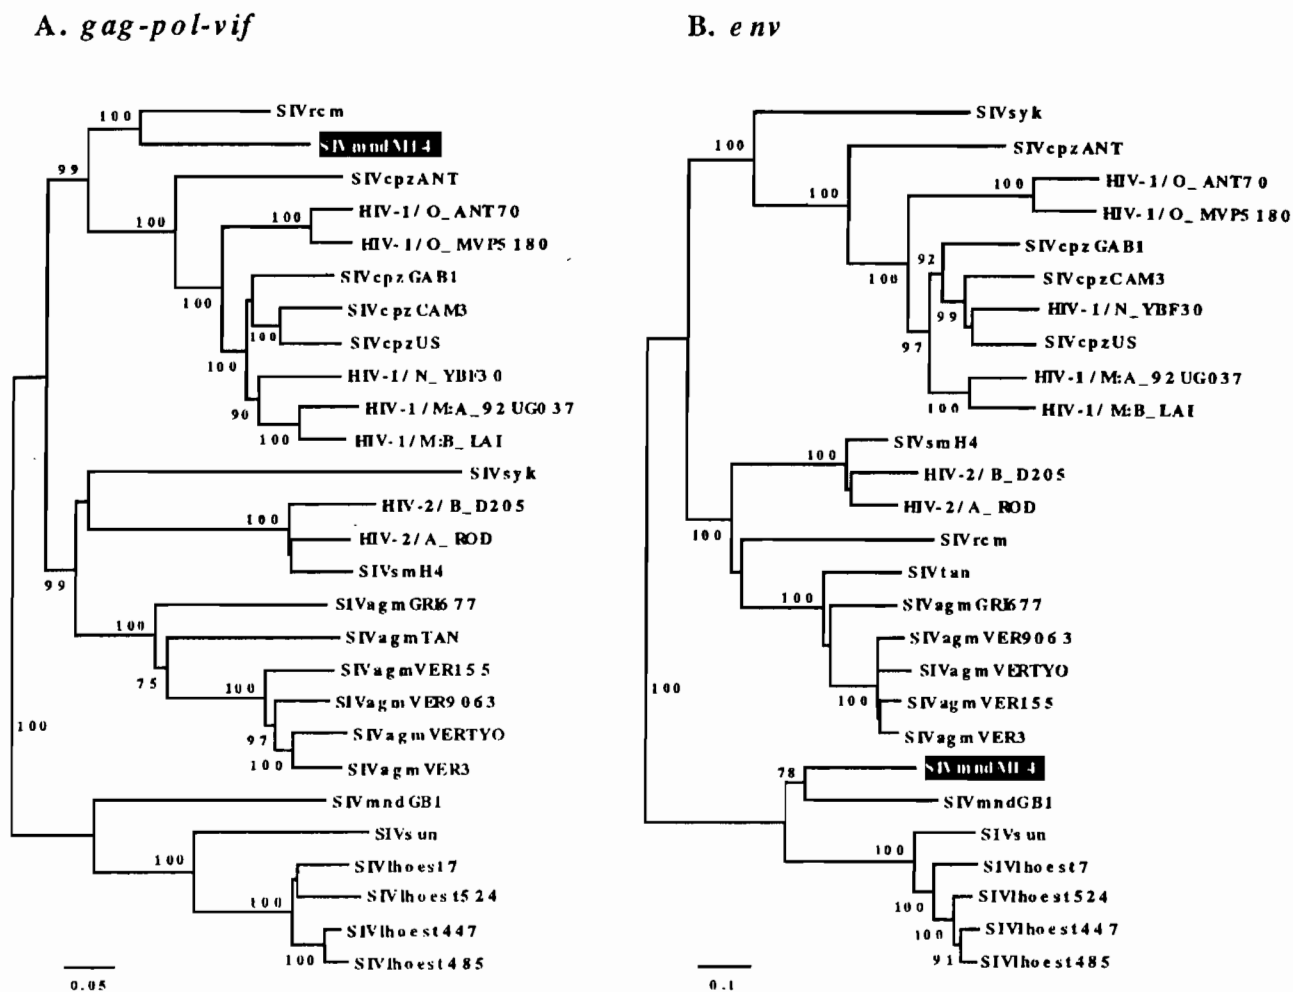 A. gag-pol-vif
100
SIVrcm
SIVmndM14
99
SIVcpzANT
100
HIV-1/O_ANT70
100
HIV-1/O_MVP5180
SIVcpzGAB1
100
SIVcpzCAM3
100
SIVcpzUS
100
HIV-1/N_YBF30
90
HIV-1/M:A_92UG037
100
HIV-1/M:B_LAI
SIVsyk
HIV-2/B_D205
100
HIV-2/A_ROD
SIVsmH4
99
SIVagmGRI677
100
SIVagmTAN
75
SIVagmVER155
100
SIVagmVER9063
97
SIVagmVERTYO
100
SIVagmVER3
100
SIVmndGB1
SIVsun
100
SIVlhoest7
SIVlhoest524
100
SIVlhoest447
100
SIVlhoest485
0.05
B. env
SIVsyk
100
SIVcpzANT
100
HIV-1/O_ANT70
100
HIV-1/O_MVP5180
92
SIVcpzGAB1
100
SIVcpzCAM3
99
HIV-1/N_YBF30
97
SIVcpzUS
HIV-1/M:A_92UG037
100
HIV-1/M:B_LAI
SIVsmH4
100
HIV-2/B_D205
HIV-2/A_ROD
100
SIVrcm
SIVtan
100
SIVagmGRI677
SIVagmVER9063
SIVagmVERTYO
100
SIVagmVER155
SIVagmVER3
100
78
SIVmndM14
SIVmndGB1
SIVsun
100
SIVlhoest7
100
SIVlhoest524
100
SIVlhoest447
91
SIVlhoest485
0.1